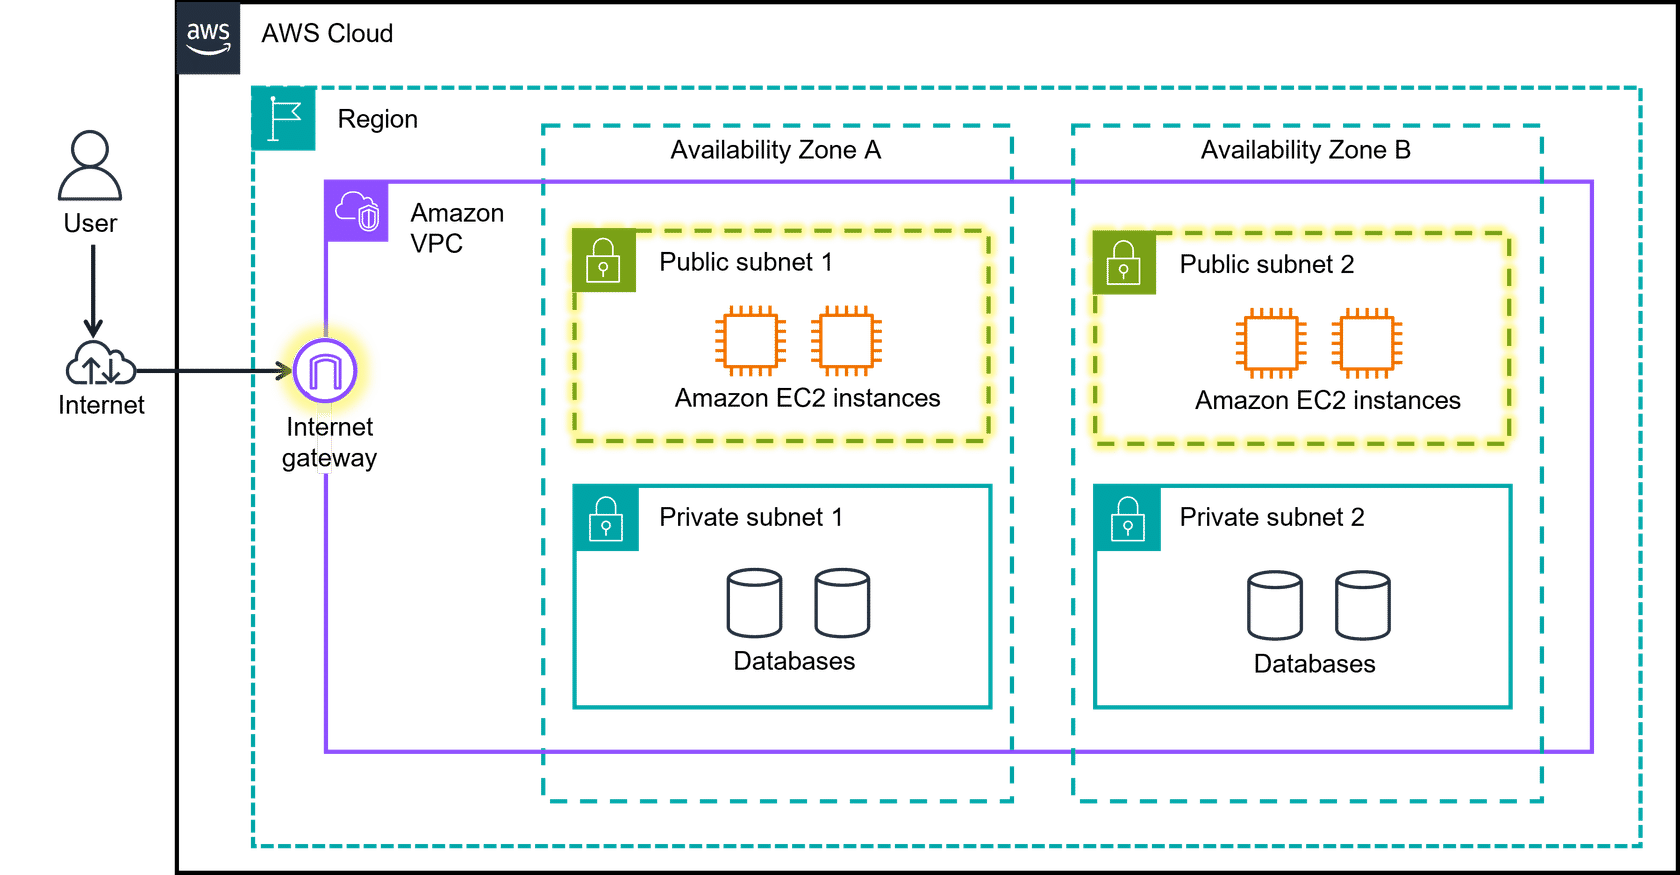 aws
AWS Cloud
Region
Availability Zone A
Availability Zone B
User
Amazon
VPC
Public subnet 1
Public subnet 2
Amazon EC2 instances
Amazon EC2 instances
Internet
Internet
gateway
Private subnet 1
Private subnet 2
Databases
Databases